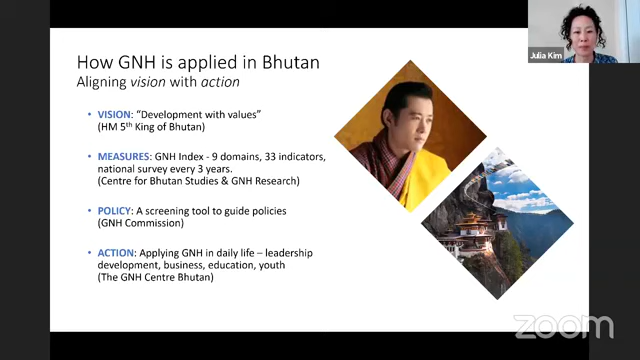 How GNH is applied in Bhutan
Aligning vision with action
• VISION: “Development with values”
(HM 5th King of Bhutan)
• MEASURES: GNH Index - 9 domains, 33 indicators,
national survey every 3 years.
(Centre for Bhutan Studies & GNH Research)
• POLICY: A screening tool to guide policies
(GNH Commission)
• ACTION: Applying GNH in daily life – leadership
development, business, education, youth
(The GNH Centre Bhutan)
Julia Kim
zoom